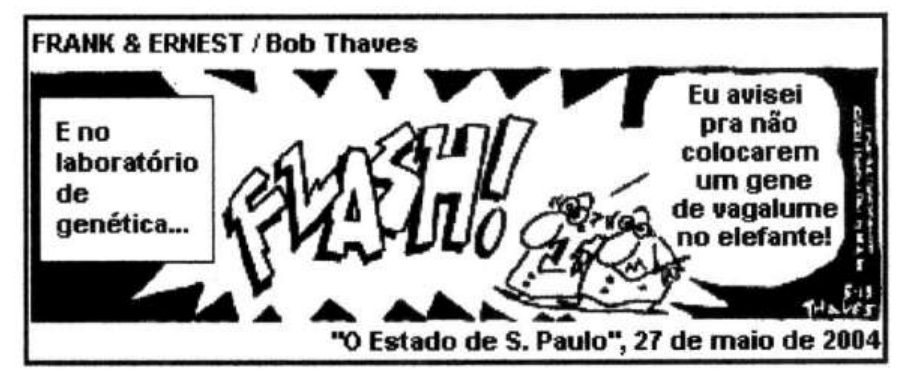 FRANK & ERNEST / Bob Thaves
E no
laboratório
de
genética...
FLASH!
Eu avisei
pra não
colocarem
um gene
de vagalume
no elefante!
THAVES
"O Estado de S. Paulo", 27 de maio de 2004